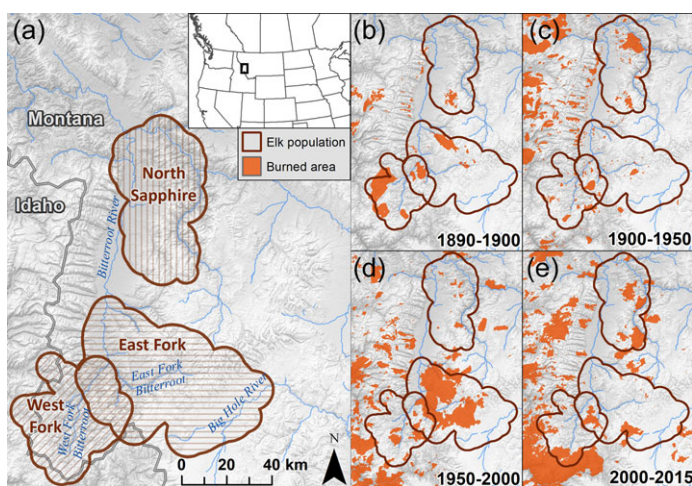 (a)
Montana
Idaho
Bitterroot River
North
Sapphire
East Fork
East Fork
Bitterroot
West
Fork
West Fork
Bitterroot
Big Hole River
0 20 40 km
N
Elk population
Burned area
(b)
1890-1900
(c)
1900-1950
(d)
1950-2000
(e)
2000-2015